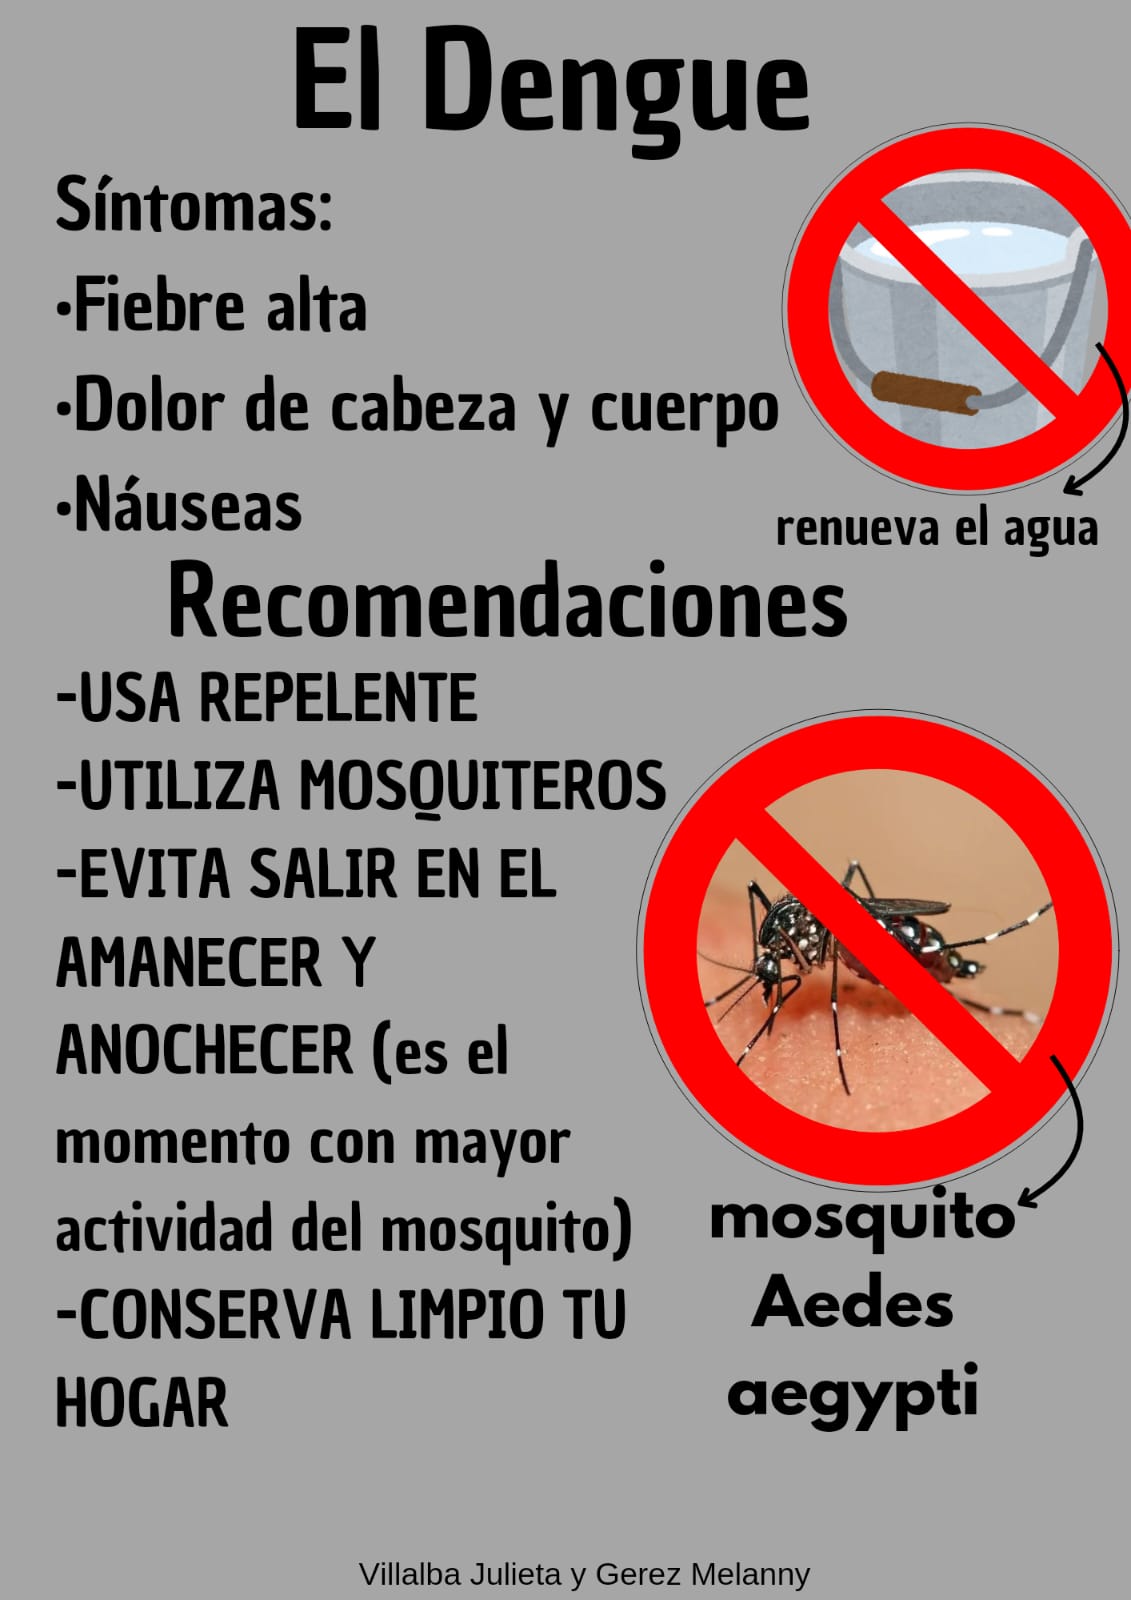 El Dengue
Síntomas:
•Fiebre alta
•Dolor de cabeza y cuerpo
•Náuseas
renueva el agua
Recomendaciones
-USA REPELENTE
-UTILIZA MOSQUITEROS
-EVITA SALIR EN EL
AMANECER Y
ANOCHECER (es el
momento con mayor
actividad del mosquito)
-CONSERVA LIMPIO TU
HOGAR
mosquito
Aedes
aegypti
Villalba Julieta y Gerez Melanny